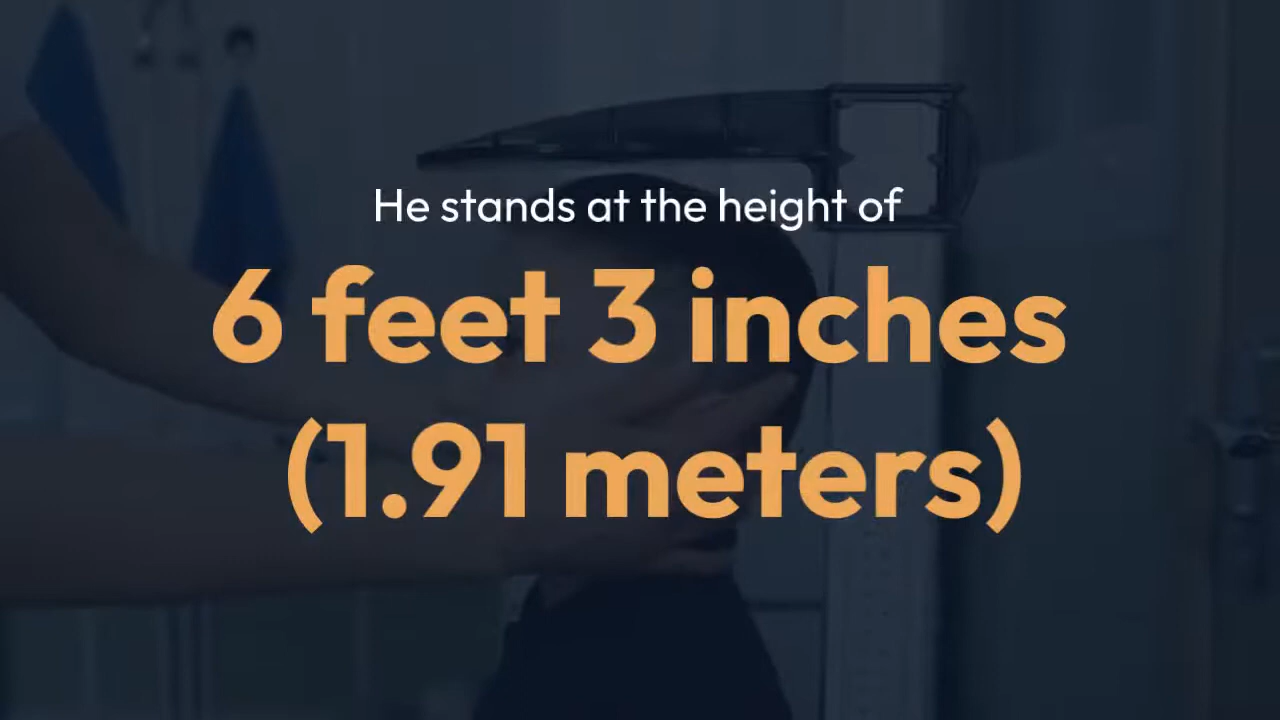 He stands at the height of
6 feet 3 inches
(1.91 meters)